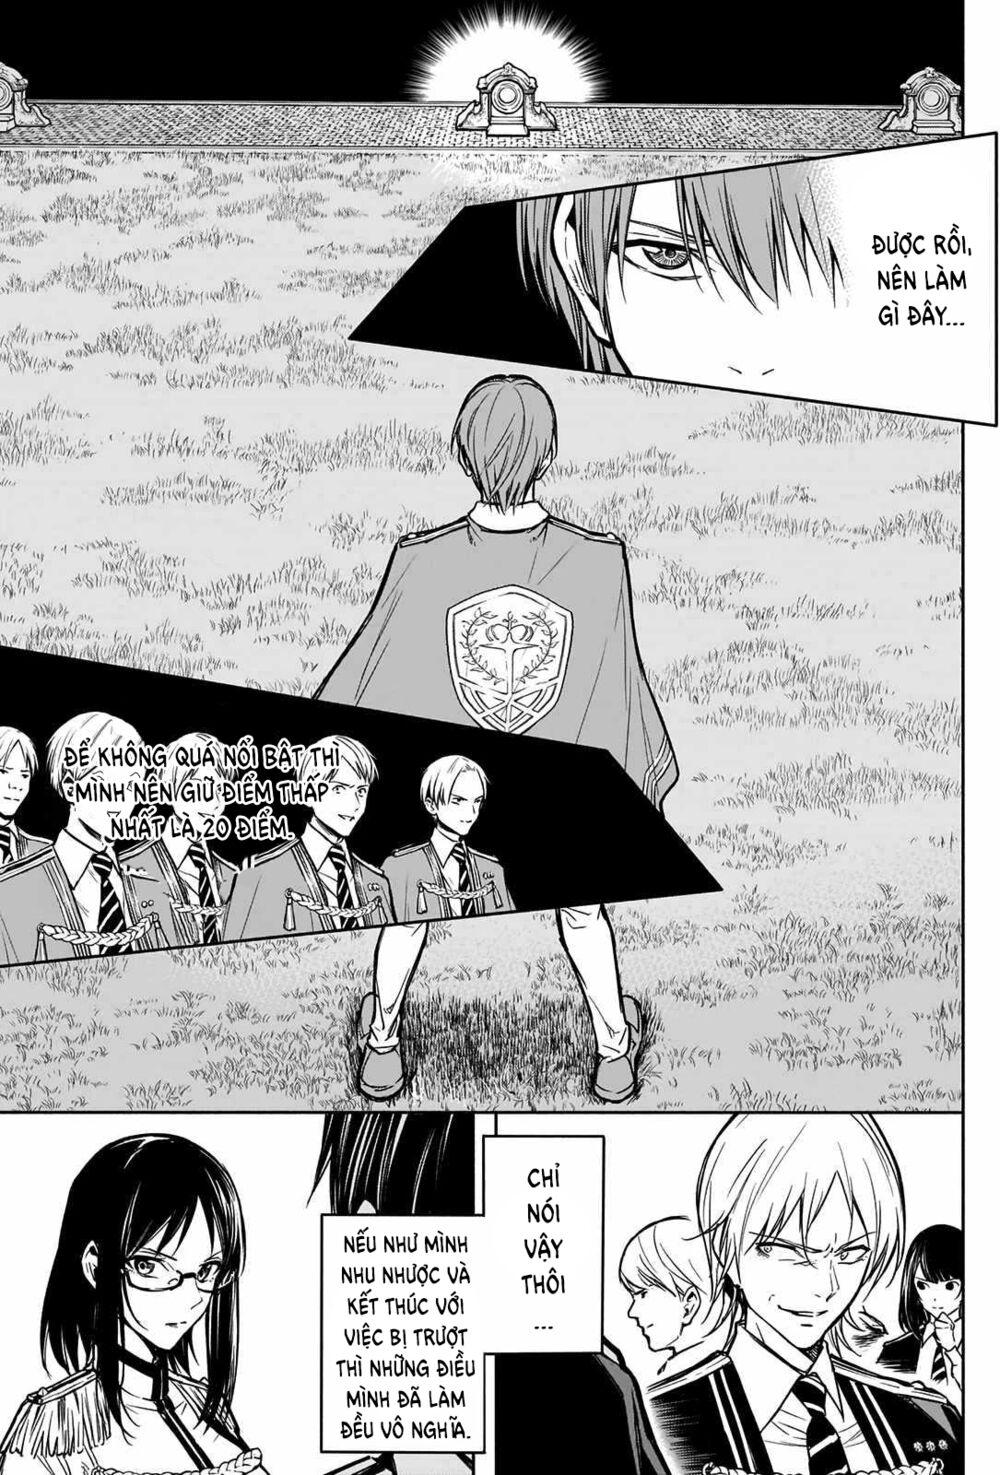 ĐƯỢC RỒI,
NÊN LÀM
GÌ ĐÂY...
ĐỂ KHÔNG QUÁ NỔI BẬT THÌ
MÌNH NÊN GIỮ ĐIỂM THẤP
NHẤT LÀ 20 ĐIỂM.
CHỈ
NÓI
VẬY
THÔI
...
NẾU NHƯ MÌNH
NHU NHƯỢC VÀ
KẾT THÚC VỚI
VIỆC BỊ TRƯỢT
THÌ NHỮNG ĐIỀU
MÌNH ĐÃ LÀM
ĐỀU VÔ NGHĨA.